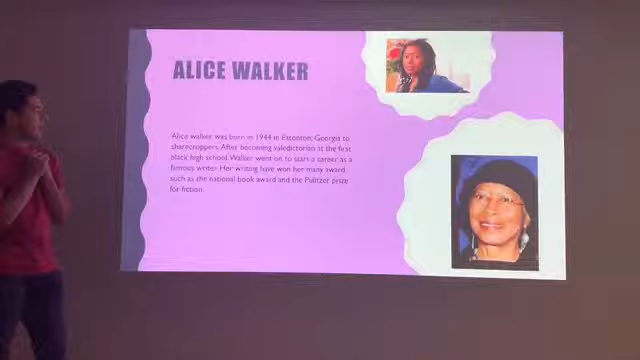 ALICE WALKER
Alice walker was born in 1944 in Eatonton, Georgia to
sharecroppers. After becoming valedictorian at the first
black high school, Walker went on to start a career as a
famous writer. Her writing have won her many award
such as the national book award and the Pulitzer prize
for fiction.